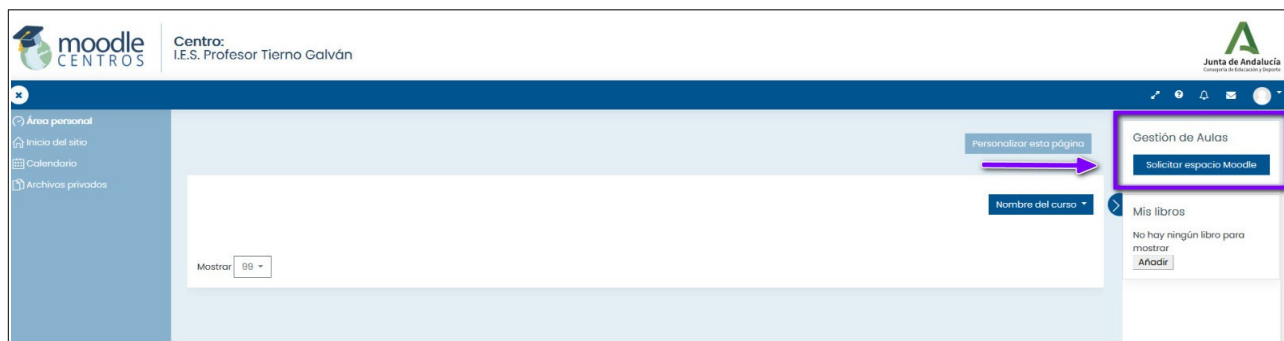 moodle
CENTROS
Centro:
I.E.S. Profesor Tierno Galván
Junta de Andalucía
Consejería de Educación y Deporte
Área personal
Inicio del sitio
Calendario
Archivos privados
Personalizar esta página
Nombre del curso
Mostrar 99
Gestión de Aulas
Solicitar espacio Moodle
Mis libros
No hay ningún libro para
mostrar
Añadir